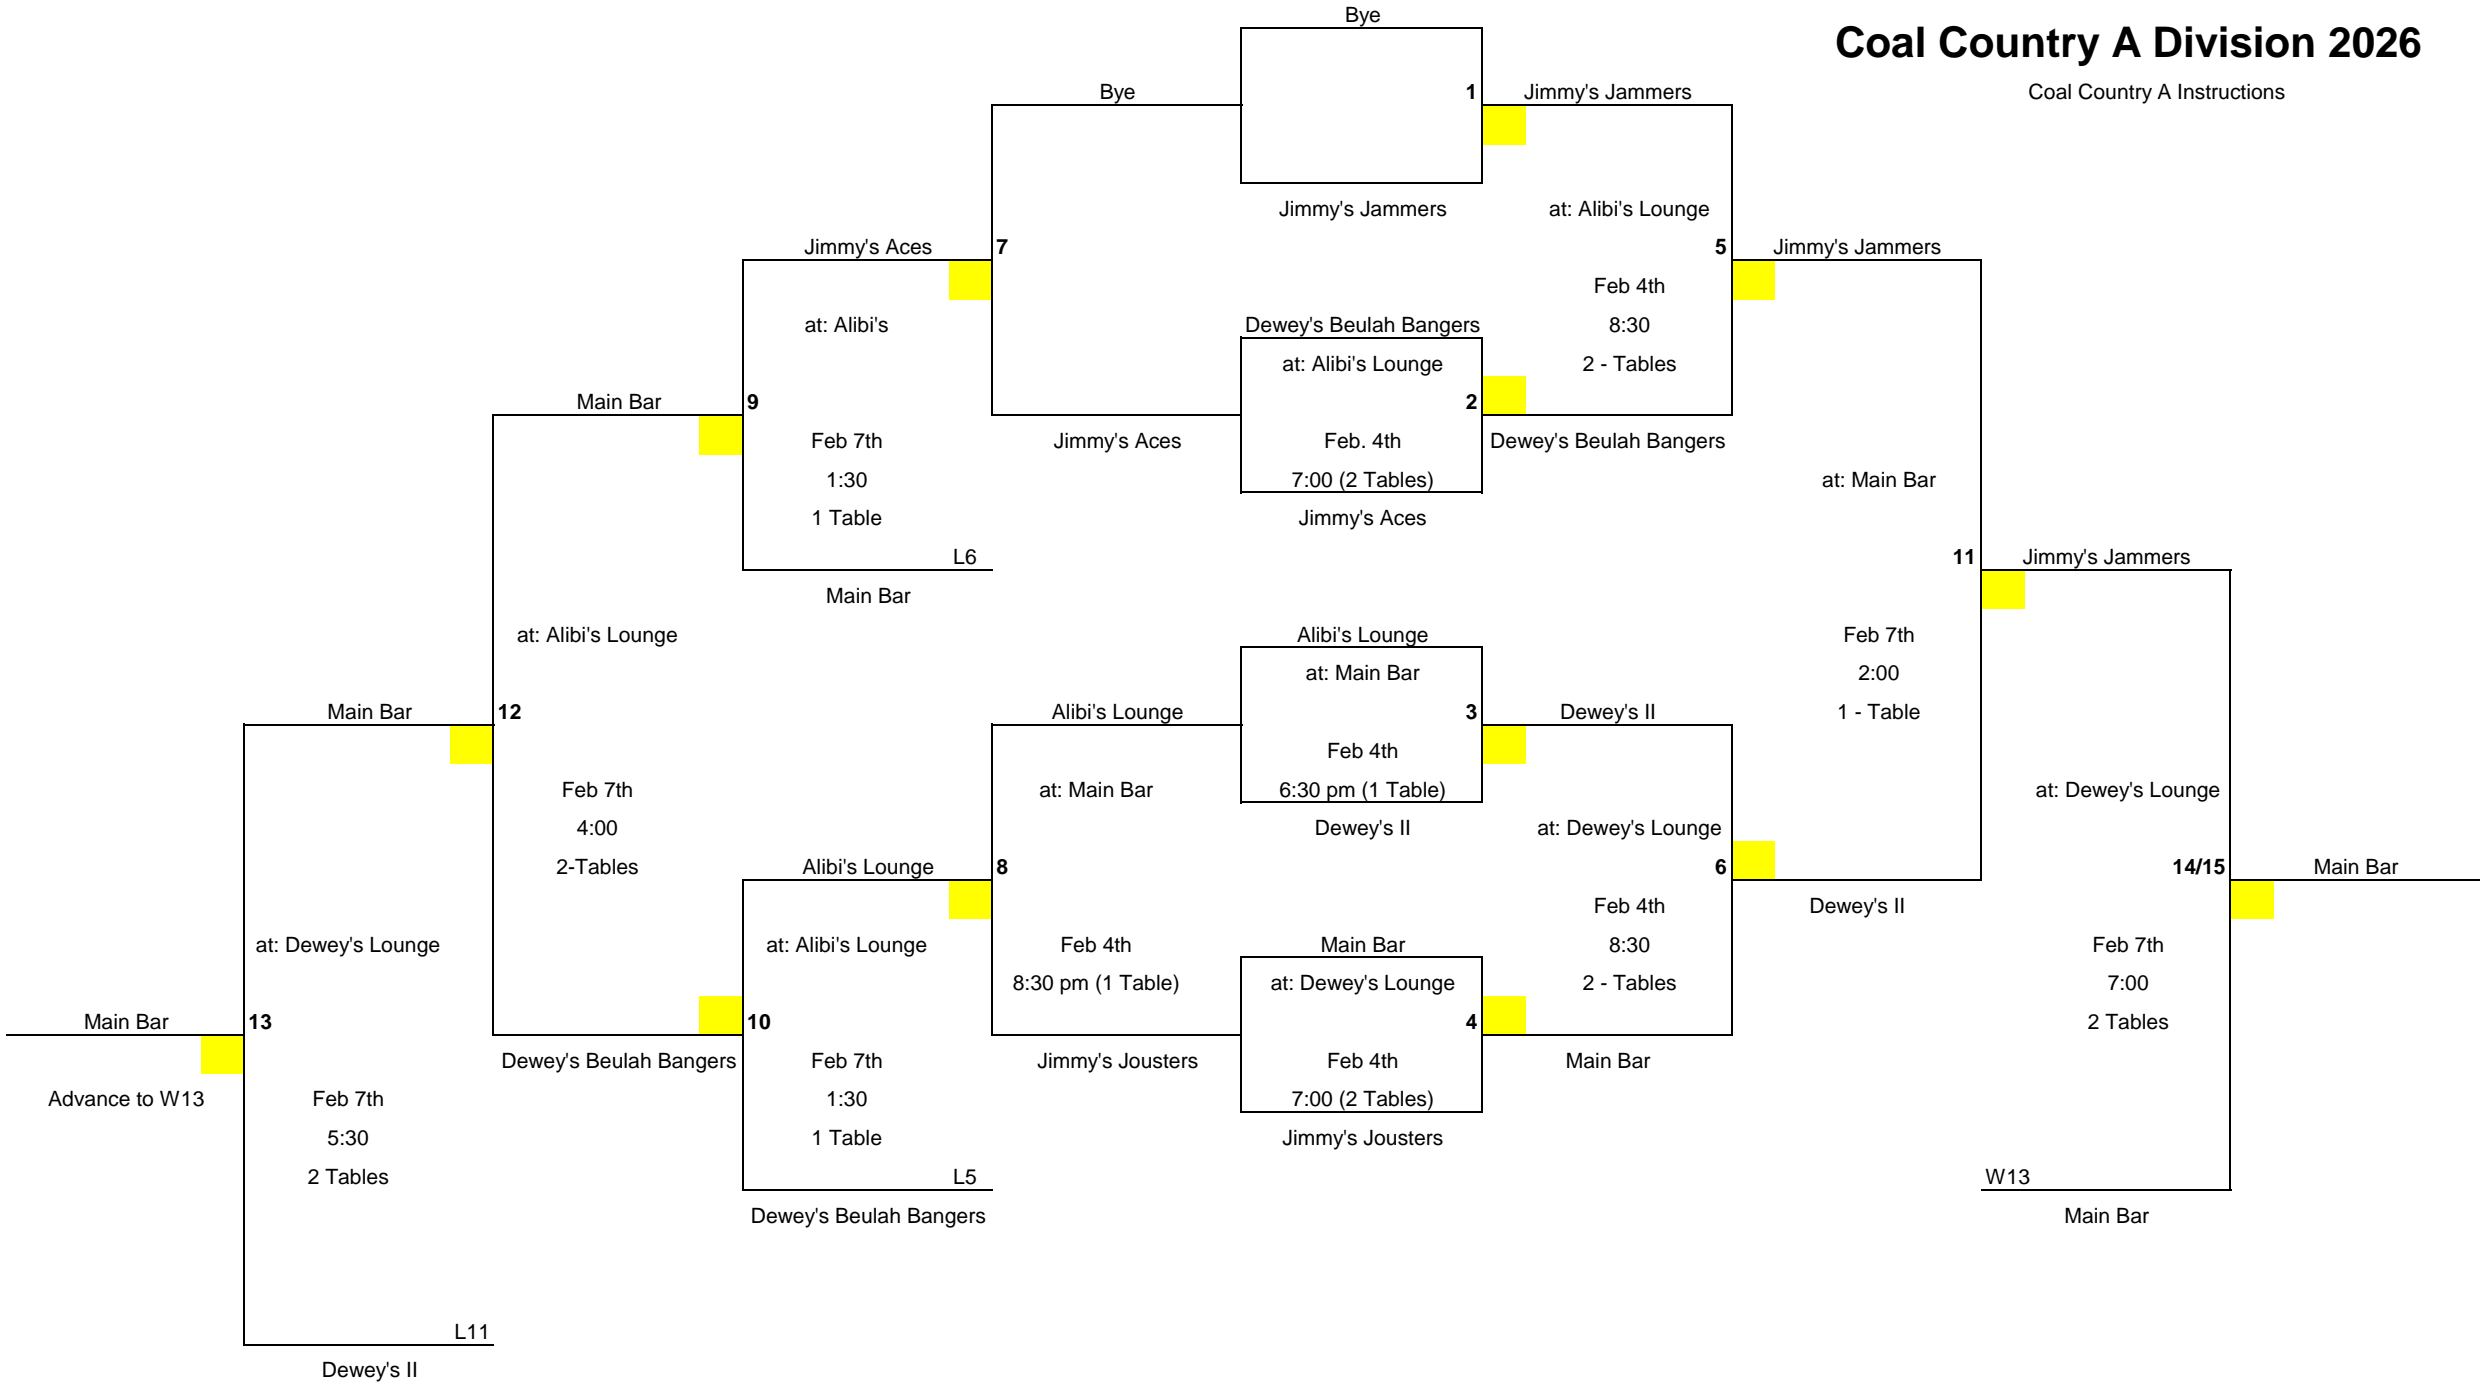 Bye
Coal Country A Division 2026
Bye
1
Jimmy's Jammers
Coal Country A Instructions
Jimmy's Jammers
at: Alibi's Lounge
Jimmy's Aces
7
5
Jimmy's Jammers
Feb 4th
at: Alibi's
Dewey's Beulah Bangers
8:30
at: Alibi's Lounge
2 - Tables
Main Bar
9
2
Feb 7th
Jimmy's Aces
Feb. 4th
Dewey's Beulah Bangers
1:30
7:00 (2 Tables)
at: Main Bar
1 Table
Jimmy's Aces
L6
11
Jimmy's Jammers
Main Bar
at: Alibi's Lounge
Alibi's Lounge
Feb 7th
at: Main Bar
2:00
Main Bar
12
Alibi's Lounge
3
Dewey's II
1 - Table
Feb 4th
Feb 7th
at: Main Bar
6:30 pm (1 Table)
at: Dewey's Lounge
4:00
Dewey's II
at: Dewey's Lounge
2-Tables
Alibi's Lounge
8
6
14/15
Main Bar
Feb 4th
Dewey's II
at: Dewey's Lounge
at: Alibi's Lounge
Feb 4th
Main Bar
8:30
Feb 7th
8:30 pm (1 Table)
at: Dewey's Lounge
2 - Tables
7:00
Main Bar
13
10
4
2 Tables
Dewey's Beulah Bangers
Feb 7th
Jimmy's Jousters
Feb 4th
Main Bar
Advance to W13
Feb 7th
1:30
7:00 (2 Tables)
5:30
1 Table
Jimmy's Jousters
2 Tables
L5
W13
Dewey's Beulah Bangers
Main Bar
L11
Dewey's II